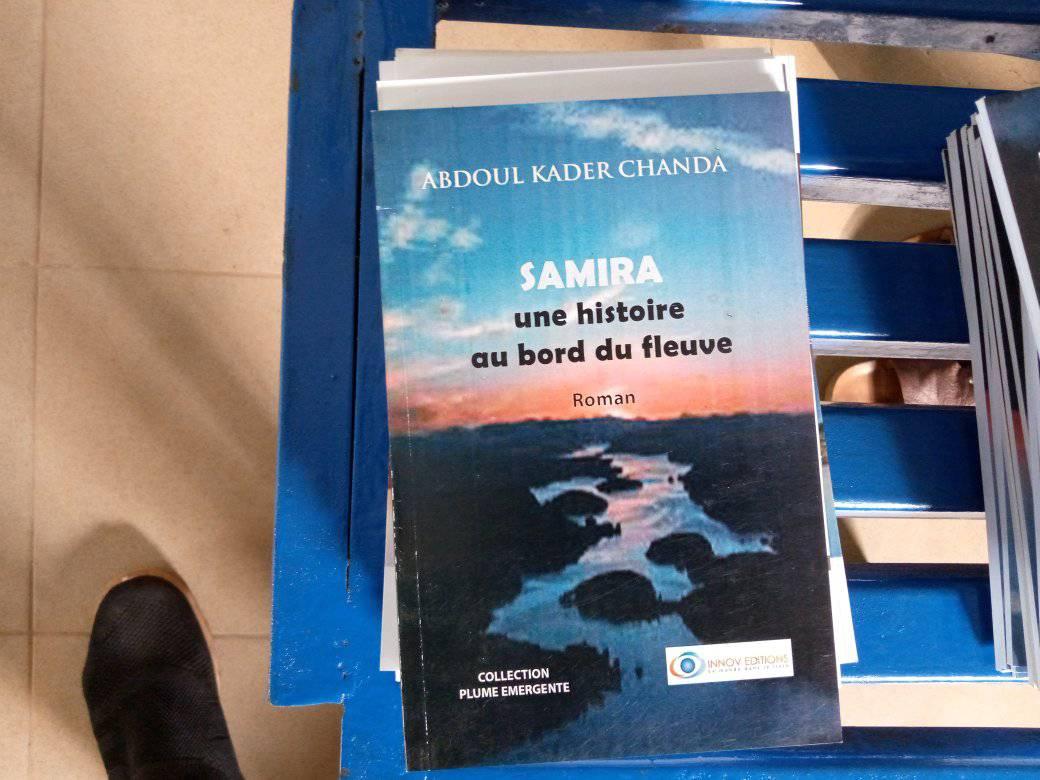 ABDOUL KADER CHANDA
SAMIRA
une histoire
au bord du fleuve
Roman
COLLECTION
PLUME EMERGENTE
INNOV EDITIONS